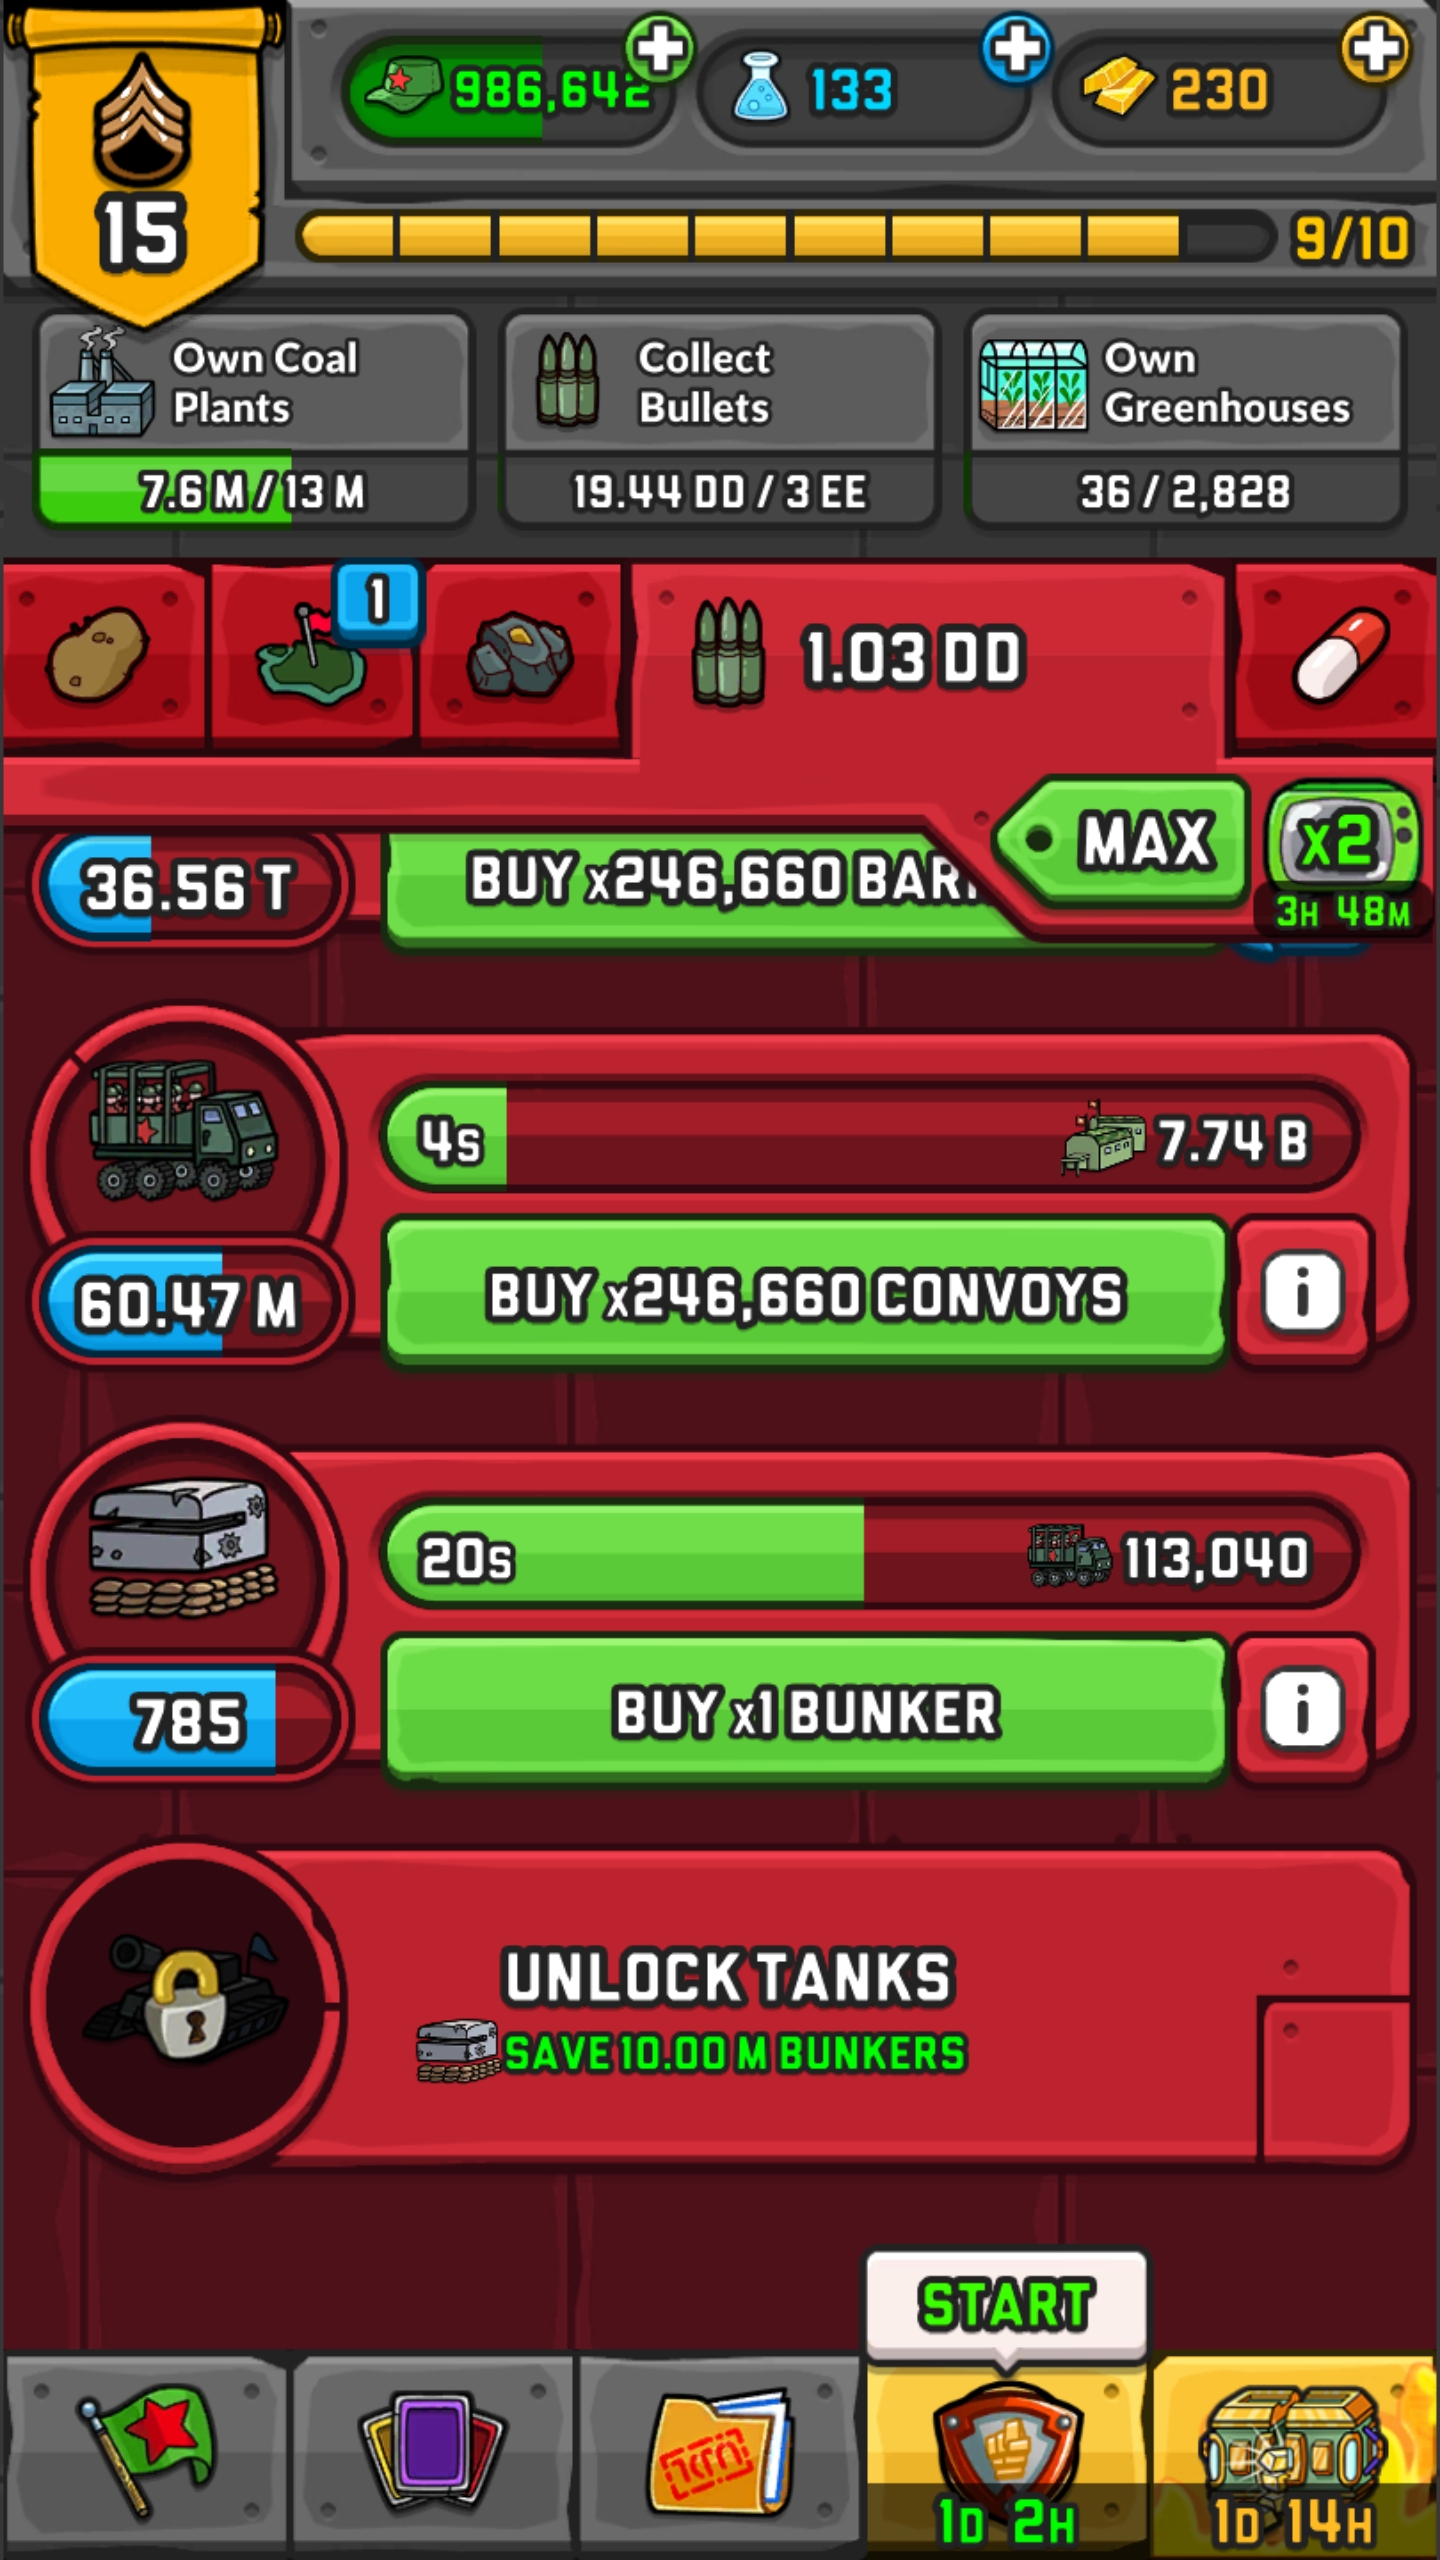 986,642
133
230
15
9/10
Own Coal
Plants
7.6 M / 13 M
Collect
Bullets
19.44 DD / 3 EE
Own
Greenhouses
36 / 2,828
1
1.03 DD
MAX
x2
3H 48M
36.56 T
BUY x246,660
4s
7.74 B
60.47 M
BUY x246,660 CONVOYS
i
20s
113,040
785
BUY x1 BUNKER
i
UNLOCK TANKS
SAVE 10.00 M BUNKERS
START
1D 2H
1D 14H